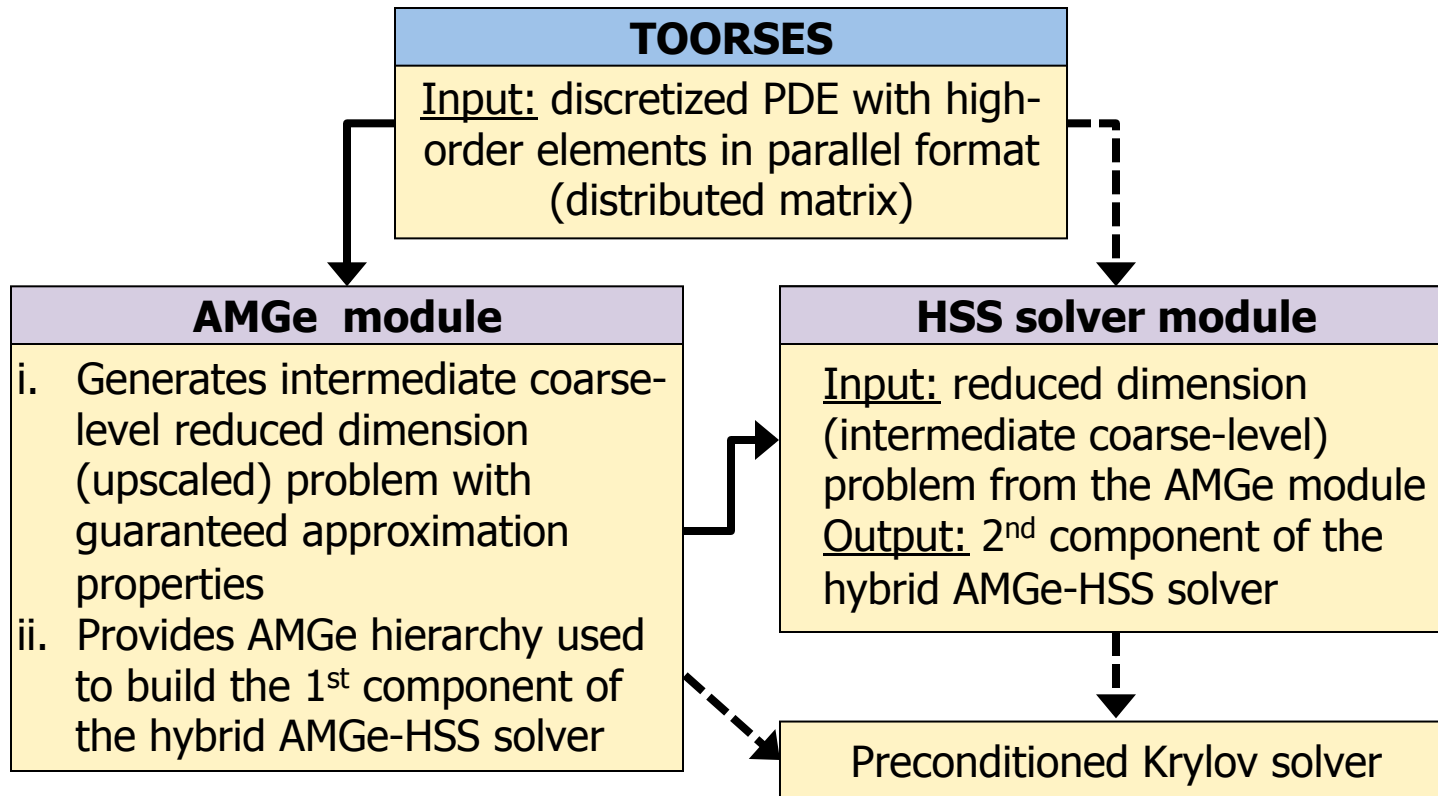 TOORSES
Input: discretized PDE with high-
order elements in parallel format
(distributed matrix)
AMGe module
i. Generates intermediate coarse-
level reduced dimension
(upscaled) problem with
guaranteed approximation
properties
ii. Provides AMGe hierarchy used
to build the 1st component of
the hybrid AMGe-HSS solver
HSS solver module
Input: reduced dimension
(intermediate coarse-level)
problem from the AMGe module
Output: 2nd component of the
hybrid AMGe-HSS solver
Preconditioned Krylov solver